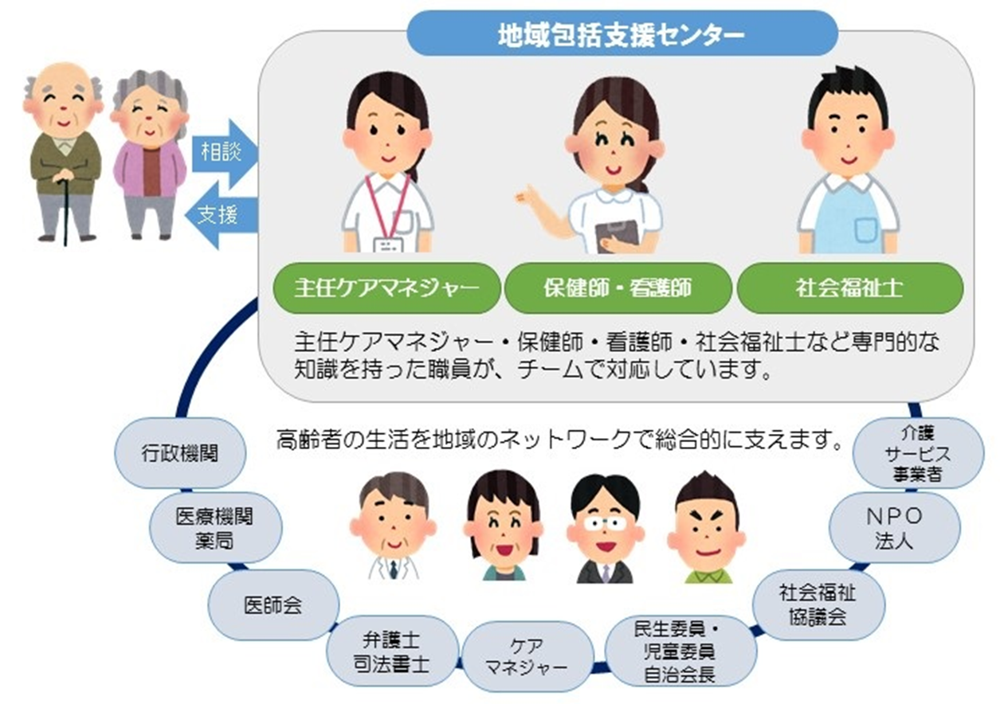 地域包括支援センター
相談
支援
主任ケアマネジャー
保健師・看護師
社会福祉士
主任ケアマネジャー・保健師・看護師・社会福祉士など専門的な
知識を持った職員が、チームで対応しています。
高齢者の生活を地域のネットワークで総合的に支えます。
行政機関
医療機関
薬局
医師会
弁護士
司法書士
ケア
マネジャー
民生委員・
児童委員
自治会長
社会福祉
協議会
ＮＰＯ
法人
介護
サービス
事業者